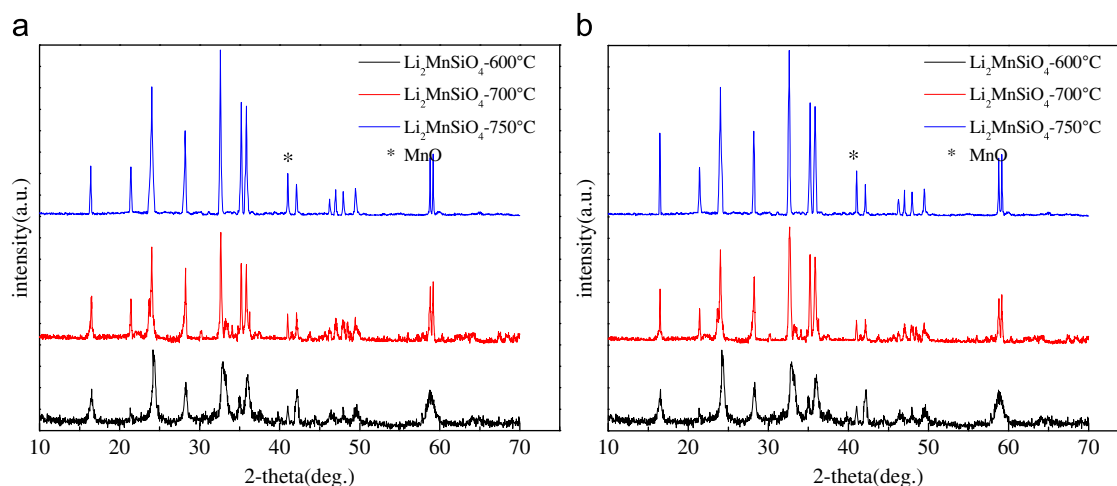 a
Li₂MnSiO₄-600°C
Li₂MnSiO₄-700°C
Li₂MnSiO₄-750°C
* MnO
*
intensity(a.u.)
10 20 30 40 50 60 70
2-theta(deg.)
b
Li₂MnSiO₄-600°C
Li₂MnSiO₄-700°C
Li₂MnSiO₄-750°C
* MnO
*
intensity(a.u.)
10 20 30 40 50 60 70
2-theta(deg.)